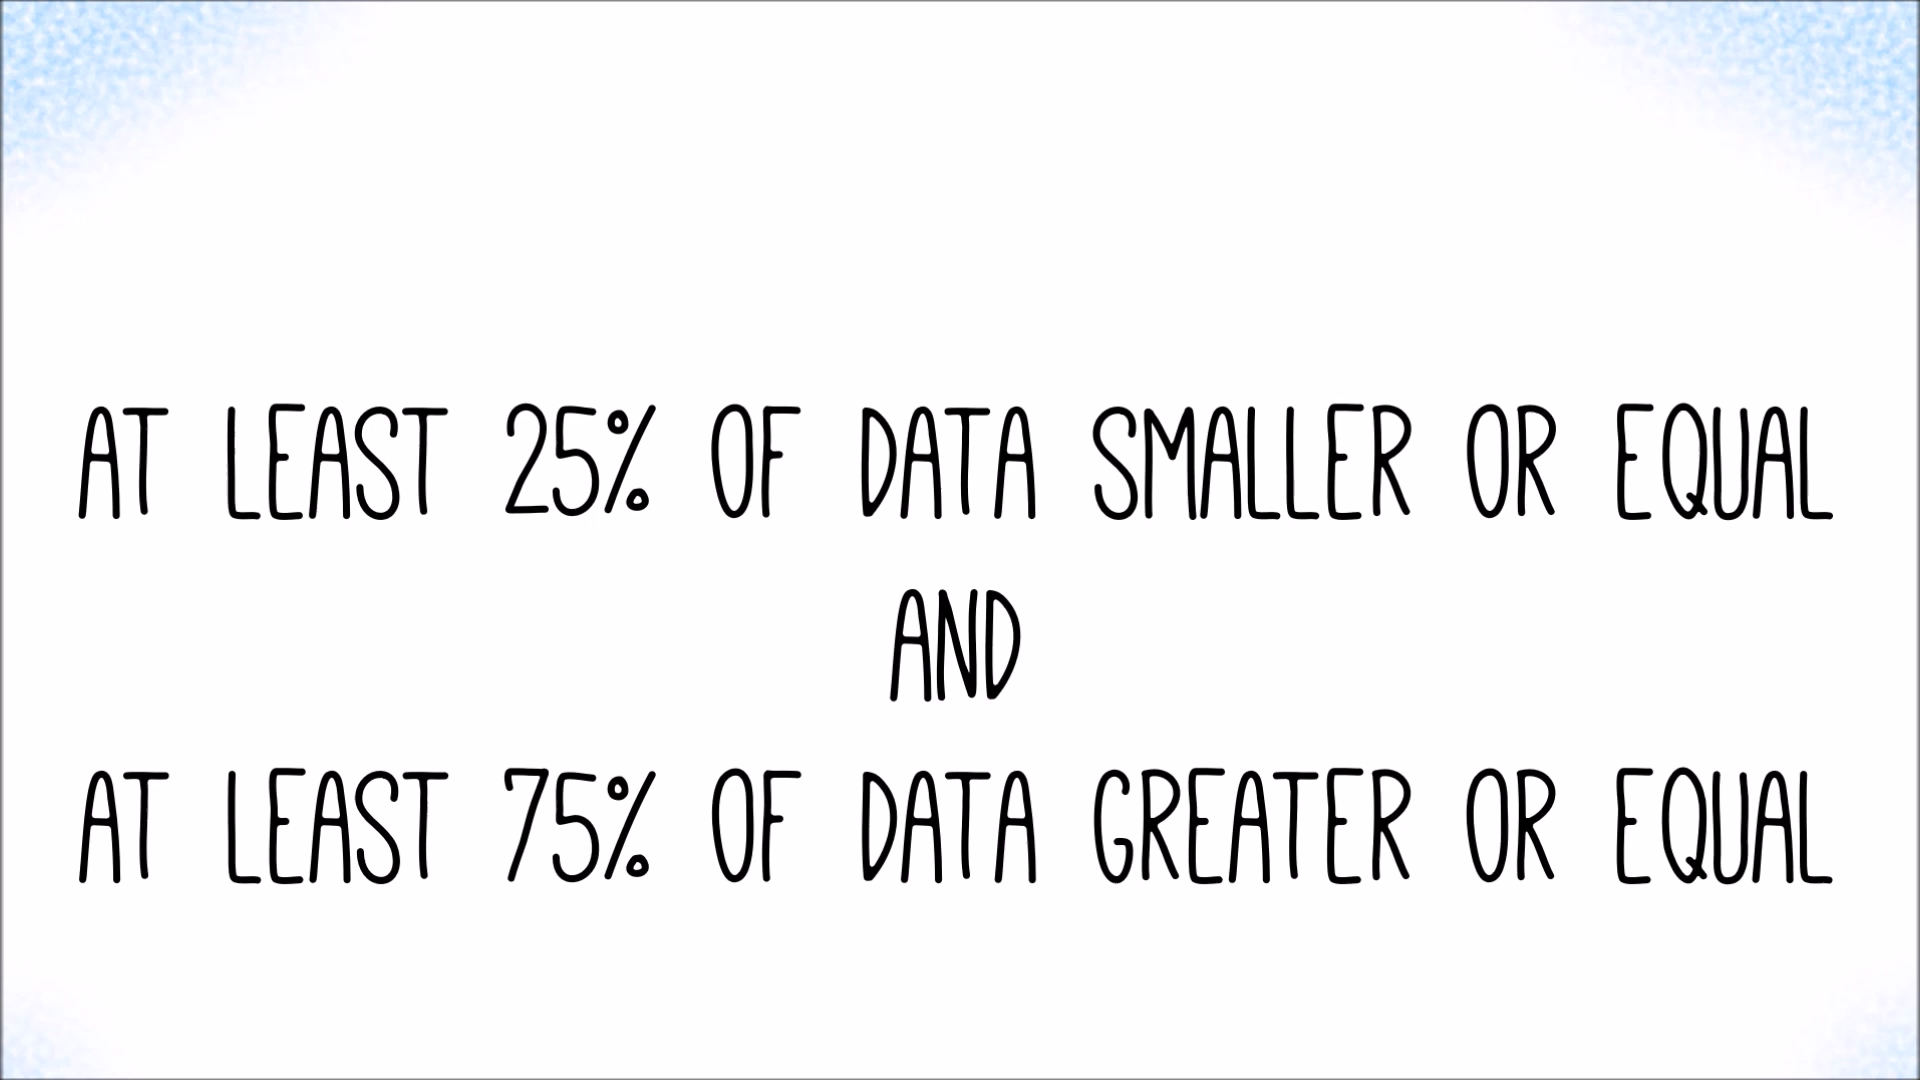 AT LEAST 25% OF DATA SMALLER OR EQUAL
AND
AT LEAST 75% OF DATA GREATER OR EQUAL